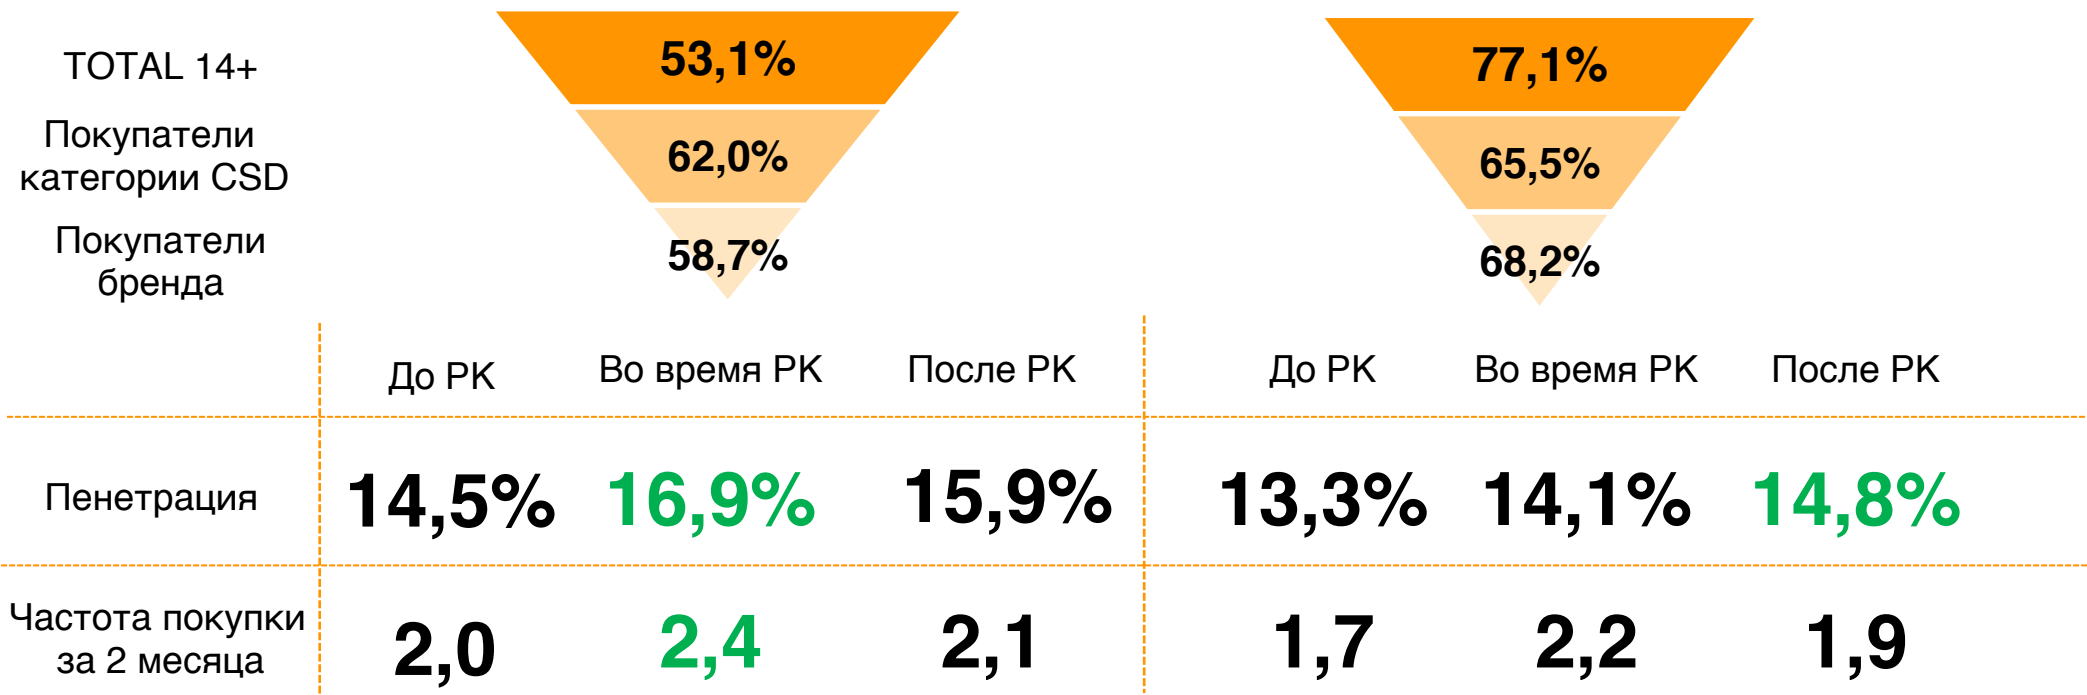 TOTAL 14+
53,1%
77,1%
Покупатели
категории CSD
62,0%
65,5%
Покупатели
бренда
58,7%
68,2%
До РК
Во время РК
После РК
До РК
Во время РК
После РК
Пенетрация
14,5%
16,9%
15,9%
13,3%
14,1%
14,8%
Частота покупки
за 2 месяца
2,0
2,4
2,1
1,7
2,2
1,9